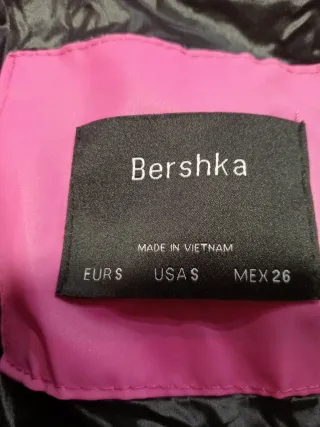 Bershka
MADE IN VIETNAM
EUR S USA S MEX 26